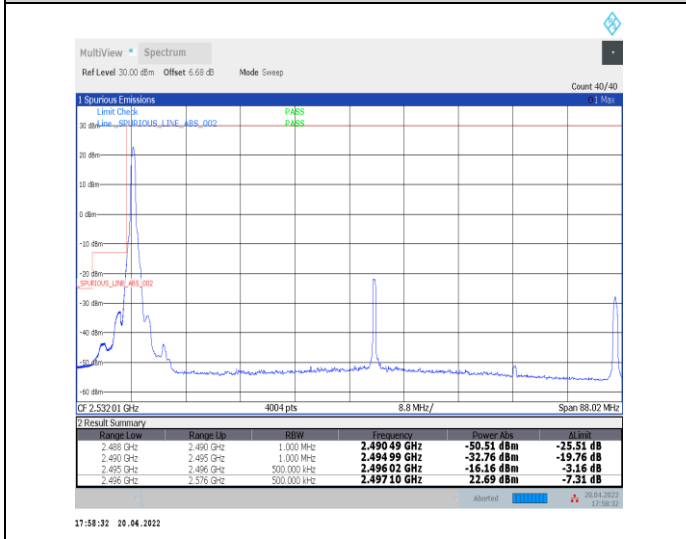 MultiView Spectrum
Ref Level 30.00 dBm Offset 6.68 dB Mode Sweep
Count 40/40
1 Spurious Emissions 1 Max
Limit Check PASS
30 dBm Line _SPURIOUS_LINE_ABS_002 PASS
20 dBm
10 dBm
0 dBm
-10 dBm
-20 dBm
_SPURIOUS_LINE_ABS_002
-30 dBm
-40 dBm
-50 dBm
-60 dBm
CF 2.53201 GHz 4004 pts 8.8 MHz/ Span 88.02 MHz
2 Result Summary
Range Low Range Up RBW Frequency Power Abs ΔLimit
2.488 GHz 2.490 GHz 1.000 MHz 2.490 49 GHz -50.51 dBm -25.51 dB
2.490 GHz 2.495 GHz 1.000 MHz 2.494 99 GHz -32.76 dBm -19.76 dB
2.495 GHz 2.496 GHz 500.000 kHz 2.496 02 GHz -16.16 dBm -3.16 dB
2.496 GHz 2.576 GHz 500.000 kHz 2.497 10 GHz 22.69 dBm -7.31 dB
Aborted 20.04.2022
17:58:32
17:58:32 20.04.2022